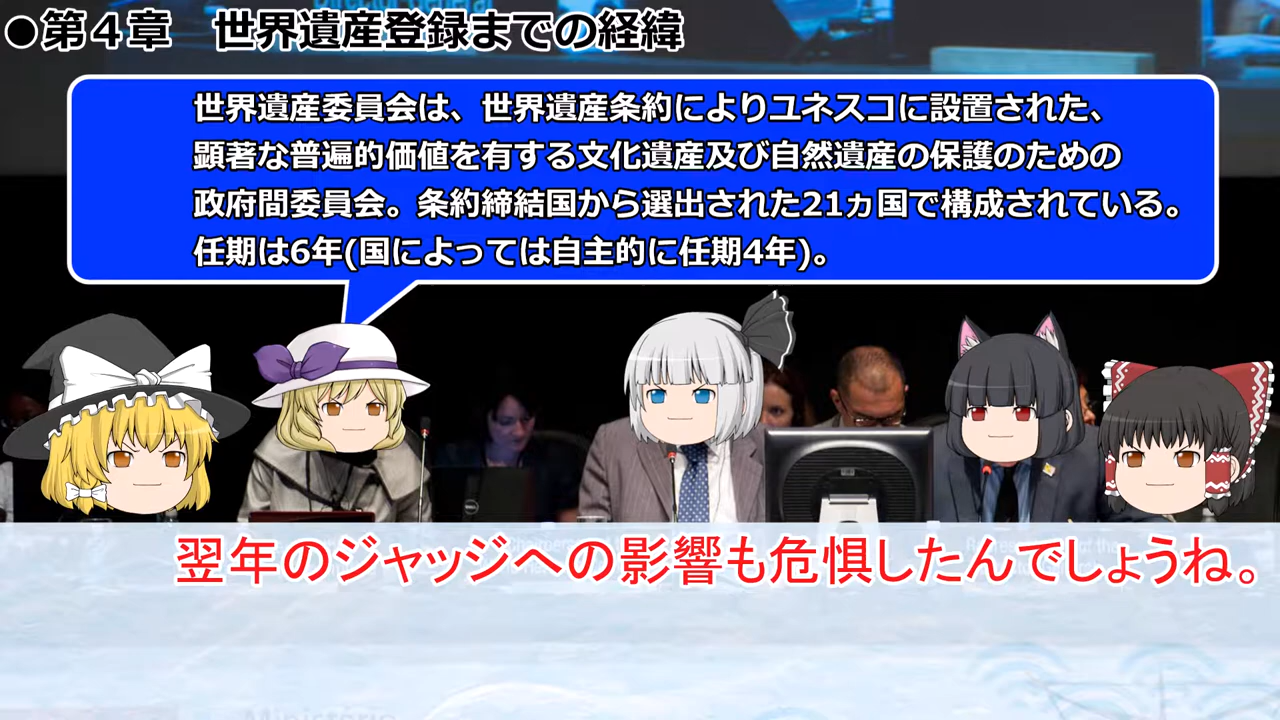 ●第４章　世界遺産登録までの経緯
世界遺産委員会は、世界遺産条約によりユネスコに設置された、
顕著な普遍的価値を有する文化遺産及び自然遺産の保護のための
政府間委員会。条約締結国から選出された21ヵ国で構成されている。
任期は6年(国によっては自主的に任期4年)。
翌年のジャッジへの影響も危惧したんでしょうね。